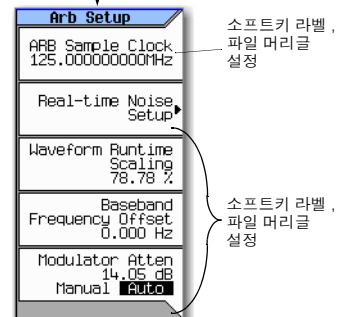 Arb Setup
ARB Sample Clock
125.000000000MHz
소프트키 라벨 ,
파일 머리글
설정
Real-time Noise
Setup
Waveform Runtime
Scaling
78.78 %
Baseband
Frequency Offset
0.000 Hz
소프트키 라벨 ,
파일 머리글
설정
Modulator Atten
14.05 dB
Manual Auto